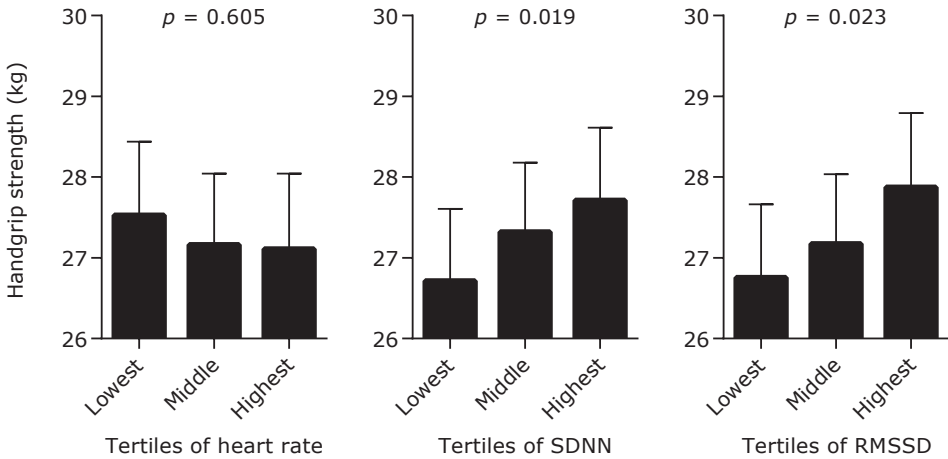 p = 0.605
p = 0.019
p = 0.023
Handgrip strength (kg)
30
29
28
27
26
Lowest
Middle
Highest
Tertiles of heart rate
30
29
28
27
26
Lowest
Middle
Highest
Tertiles of SDNN
30
29
28
27
26
Lowest
Middle
Highest
Tertiles of RMSSD